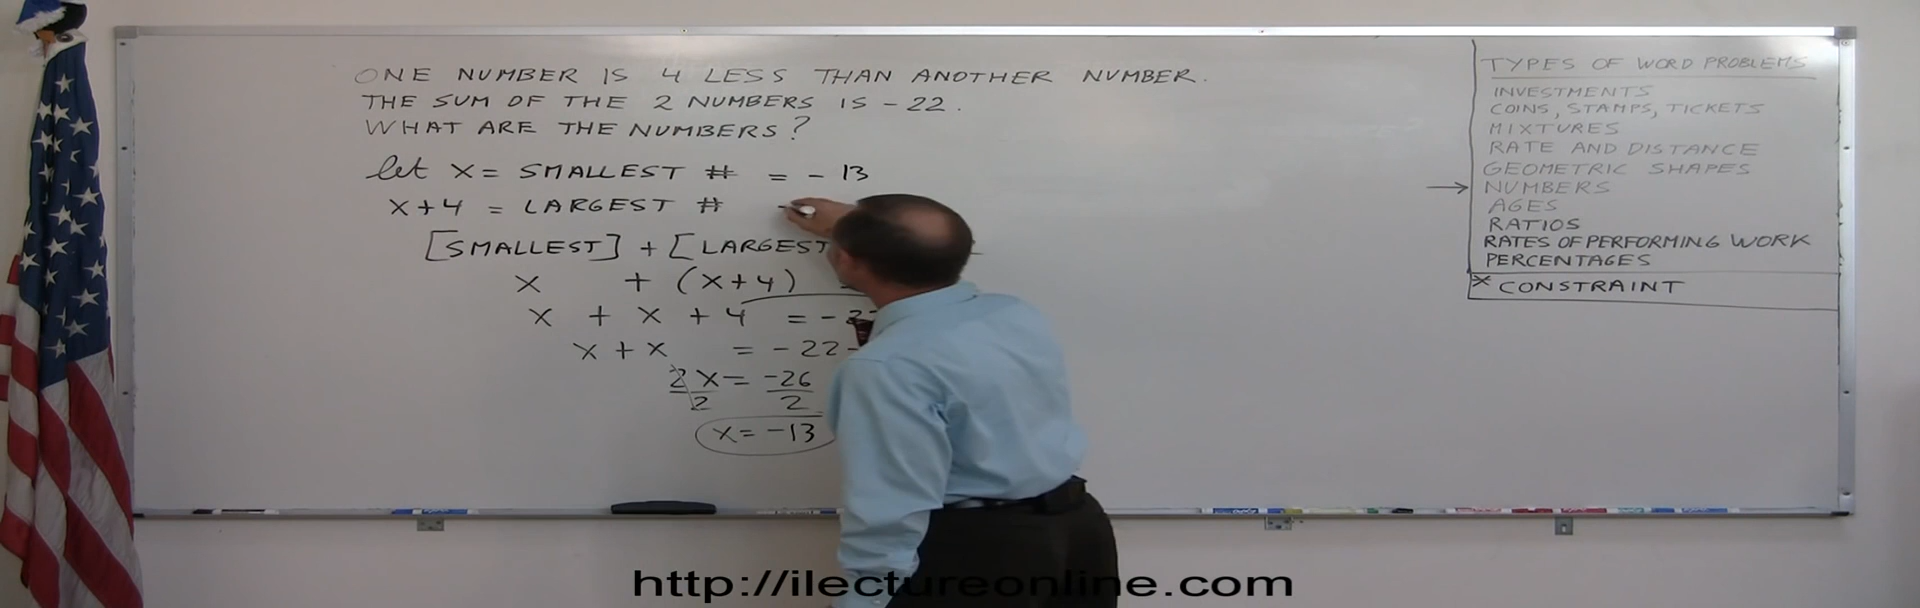 ONE NUMBER IS 4 LESS THAN ANOTHER NUMBER.
THE SUM OF THE 2 NUMBERS IS -22.
WHAT ARE THE NUMBERS?
let x = SMALLEST # = - 13
x+4 = LARGEST #
[SMALLEST] + [LARGEST
x + (x+4)
x + x + 4 = -22
x + x = -22-
2x = -26
2 2
x = -13
TYPES OF WORD PROBLEMS
INVESTMENTS
COINS, STAMPS, TICKETS
MIXTURES
RATE AND DISTANCE
GEOMETRIC SHAPES
→ NUMBERS
AGES
RATIOS
RATES OF PERFORMING WORK
PERCENTAGES
* CONSTRAINT
http://ilectureonline.com